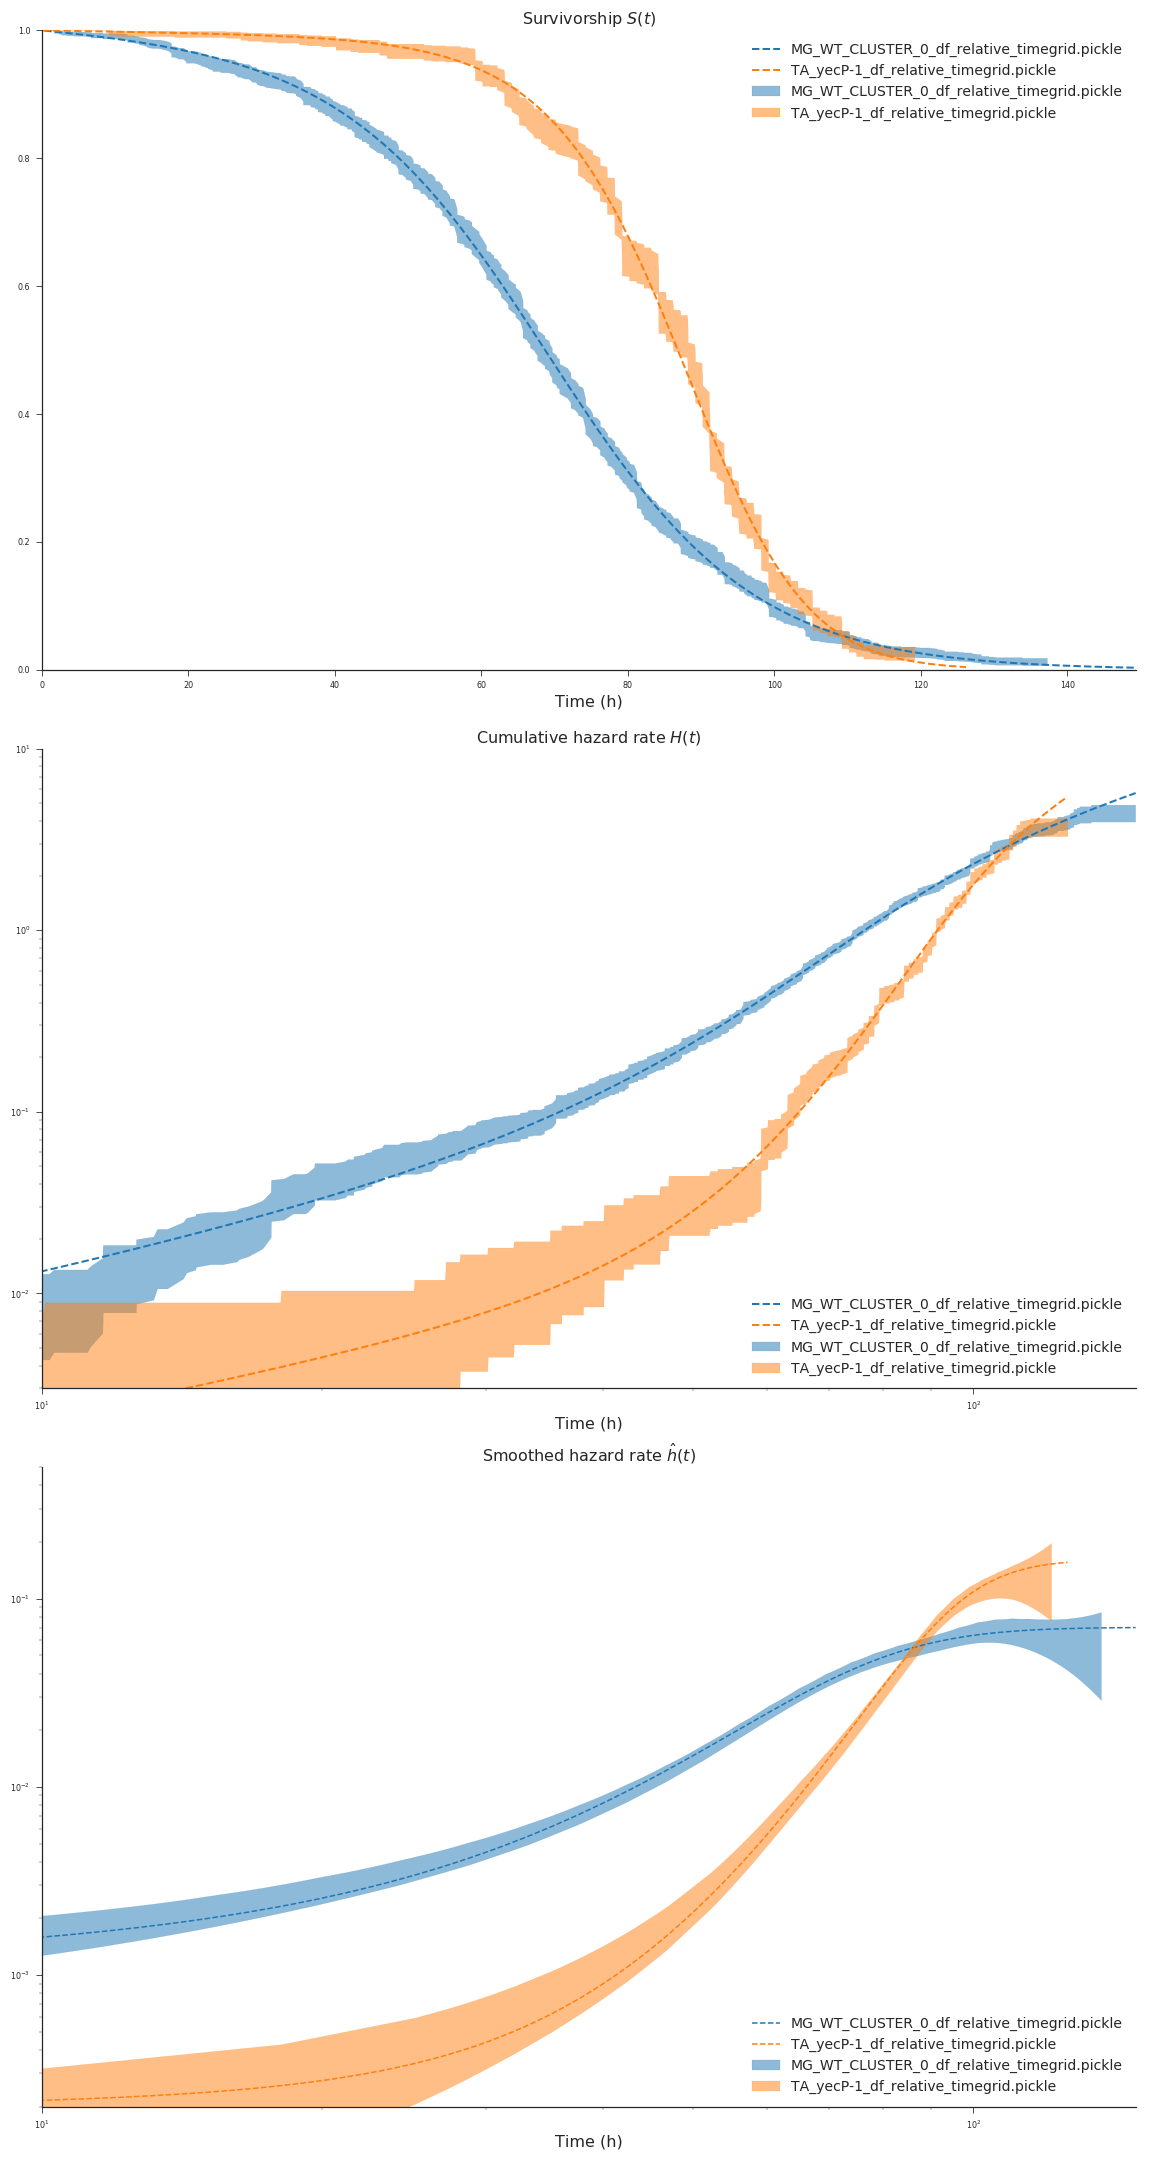 Survivorship S(t)
1.0
0.8
0.6
0.4
0.2
0.0
MG_WT_CLUSTER_0_df_relative_timegrid.pickle
TA_yecP-1_df_relative_timegrid.pickle
MG_WT_CLUSTER_0_df_relative_timegrid.pickle
TA_yecP-1_df_relative_timegrid.pickle
0 20 40 60 80 100 120 140
Time (h)
Cumulative hazard rate H(t)
10¹
10⁰
10⁻¹
10⁻²
MG_WT_CLUSTER_0_df_relative_timegrid.pickle
TA_yecP-1_df_relative_timegrid.pickle
MG_WT_CLUSTER_0_df_relative_timegrid.pickle
TA_yecP-1_df_relative_timegrid.pickle
10¹ 10²
Time (h)
Smoothed hazard rate ĥ(t)
10⁻¹
10⁻²
10⁻³
MG_WT_CLUSTER_0_df_relative_timegrid.pickle
TA_yecP-1_df_relative_timegrid.pickle
MG_WT_CLUSTER_0_df_relative_timegrid.pickle
TA_yecP-1_df_relative_timegrid.pickle
10¹ 10²
Time (h)